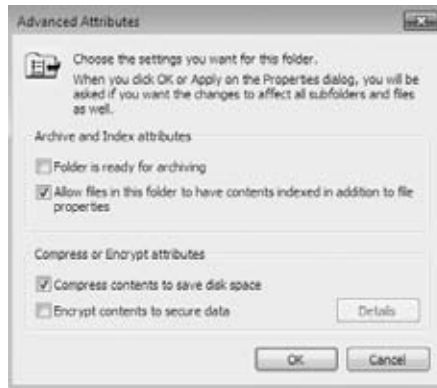 Advanced Attributes
Choose the settings you want for this folder.
When you click OK or Apply on the Properties dialog, you will be
asked if you want the changes to affect all subfolders and files
as well.
Archive and Index attributes
Folder is ready for archiving
Allow files in this folder to have contents indexed in addition to file
properties
Compress or Encrypt attributes
Compress contents to save disk space
Encrypt contents to secure data
Details
OK
Cancel